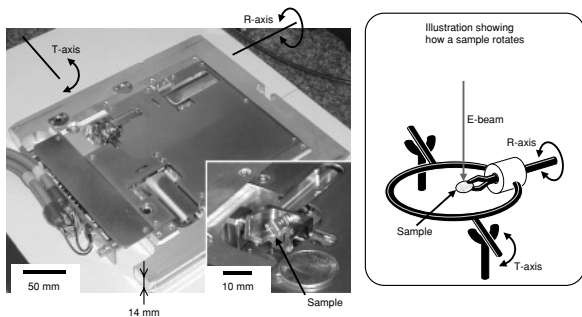 T-axis
R-axis
50 mm
14 mm
10 mm
Sample
Illustration showing
how a sample rotates
E-beam
R-axis
Sample
T-axis